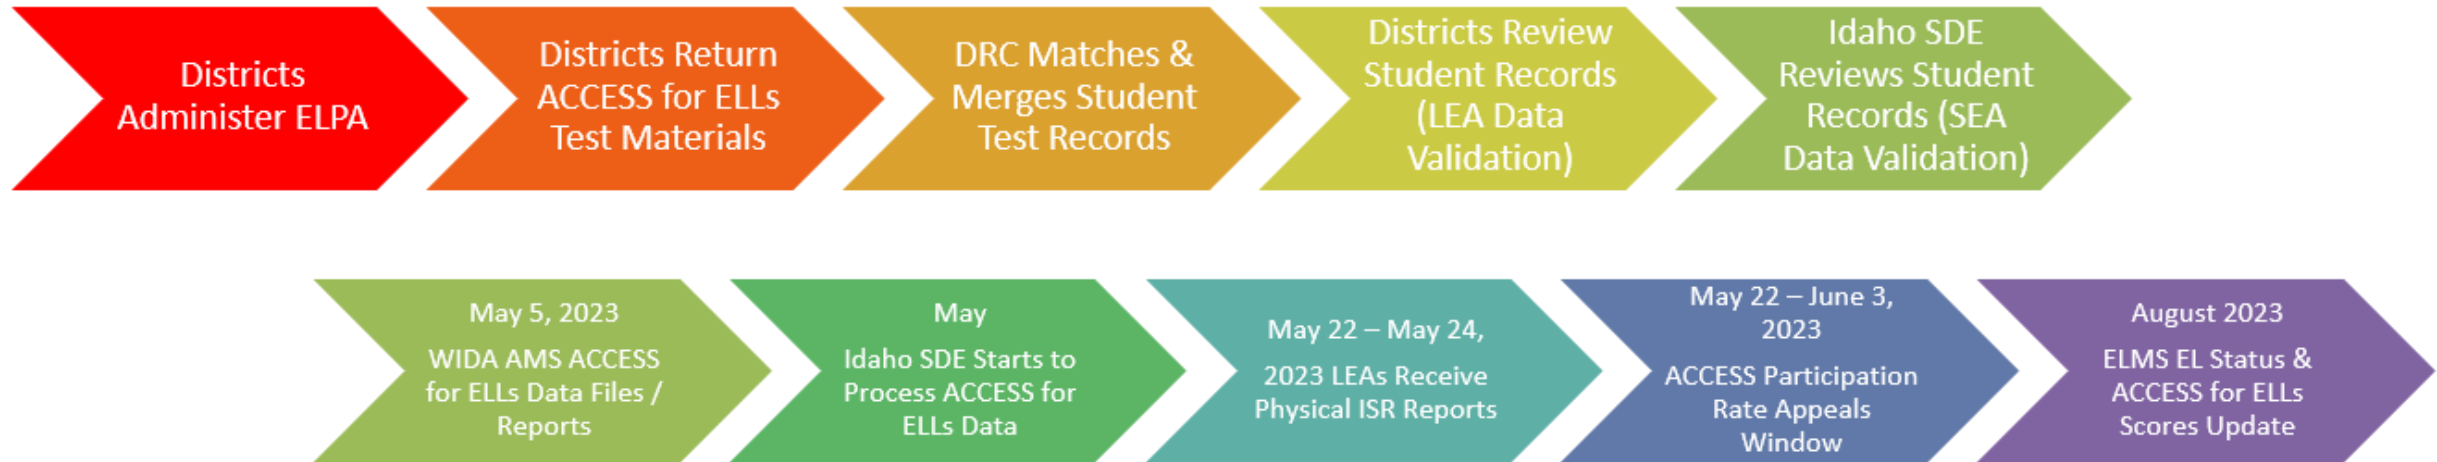 Districts
Administer ELPA
Districts Return
ACCESS for ELLs
Test Materials
DRC Matches &
Merges Student
Test Records
Districts Review
Student Records
(LEA Data
Validation)
Idaho SDE
Reviews Student
Records (SEA
Data Validation)
May 5, 2023
WIDA AMS ACCESS
for ELLs Data Files /
Reports
May
Idaho SDE Starts to
Process ACCESS for
ELLs Data
May 22 – May 24,
2023 LEAs Receive
Physical ISR Reports
May 22 – June 3,
2023
ACCESS Participation
Rate Appeals
Window
August 2023
ELMS EL Status &
ACCESS for ELLs
Scores Update